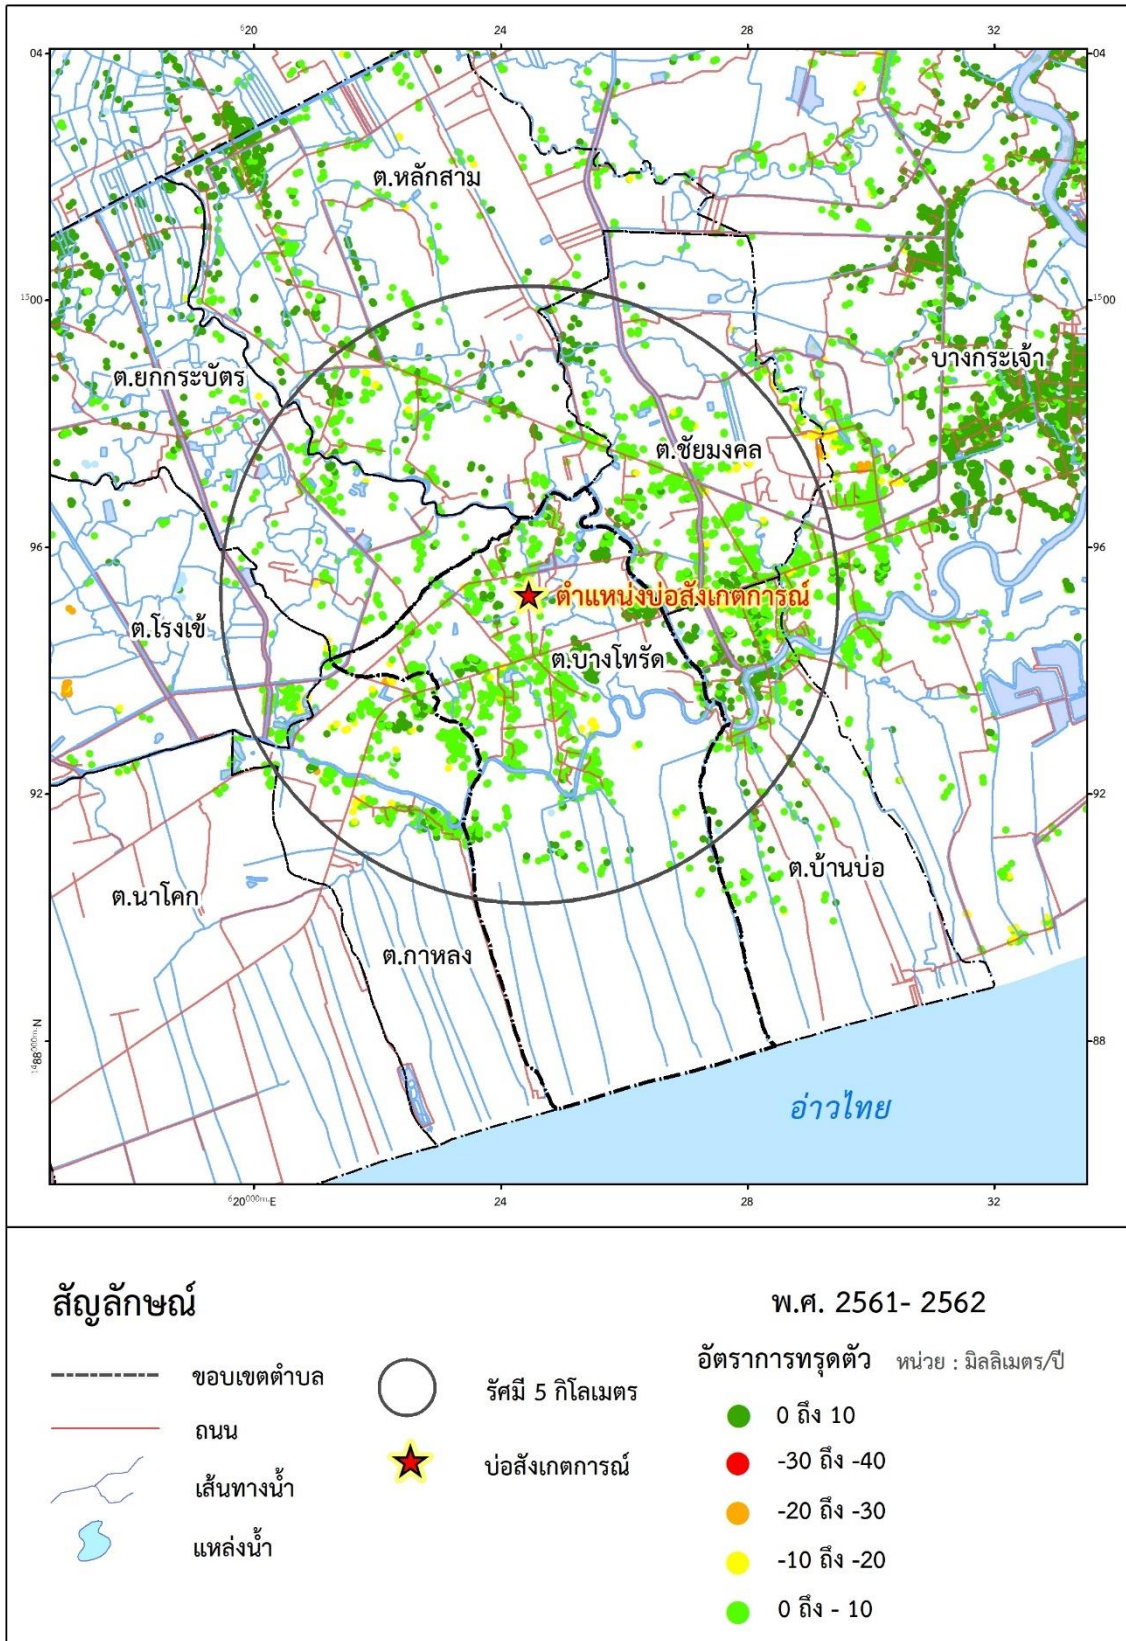 ⁶20 24 28 32
04 04
ต.หลักสาม
¹⁵00 ¹⁵00
ต.ยกกระบัตร
บางกระเจ้า
ต.ชัยมงคล
96 96
ตำแหน่งบ่อสังเกตการณ์
ต.โรงเข้
ต.บางโทรัด
92 92
ต.บ้านบ่อ
ต.นาโคก
ต.กาหลง
¹⁴88⁰⁰⁰ᵐ·N 88
อ่าวไทย
⁶20⁰⁰⁰ᵐ·E 24 28 32
สัญลักษณ์
ขอบเขตตำบล
ถนน
เส้นทางน้ำ
แหล่งน้ำ
รัศมี 5 กิโลเมตร
บ่อสังเกตการณ์
พ.ศ. 2561- 2562
อัตราการทรุดตัว หน่วย : มิลลิเมตร/ปี
0 ถึง 10
-30 ถึง -40
-20 ถึง -30
-10 ถึง -20
0 ถึง - 10